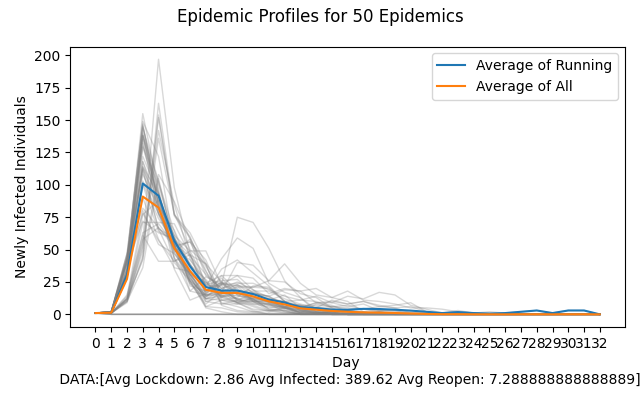 Epidemic Profiles for 50 Epidemics
Newly Infected Individuals
200
175
150
125
100
75
50
25
0
Average of Running
Average of All
0 1 2 3 4 5 6 7 8 9 10 11 12 13 14 15 16 17 18 19 20 21 22 23 24 25 26 27 28 29 30 31 32
Day
DATA:[Avg Lockdown: 2.86 Avg Infected: 389.62 Avg Reopen: 7.288888888888889]